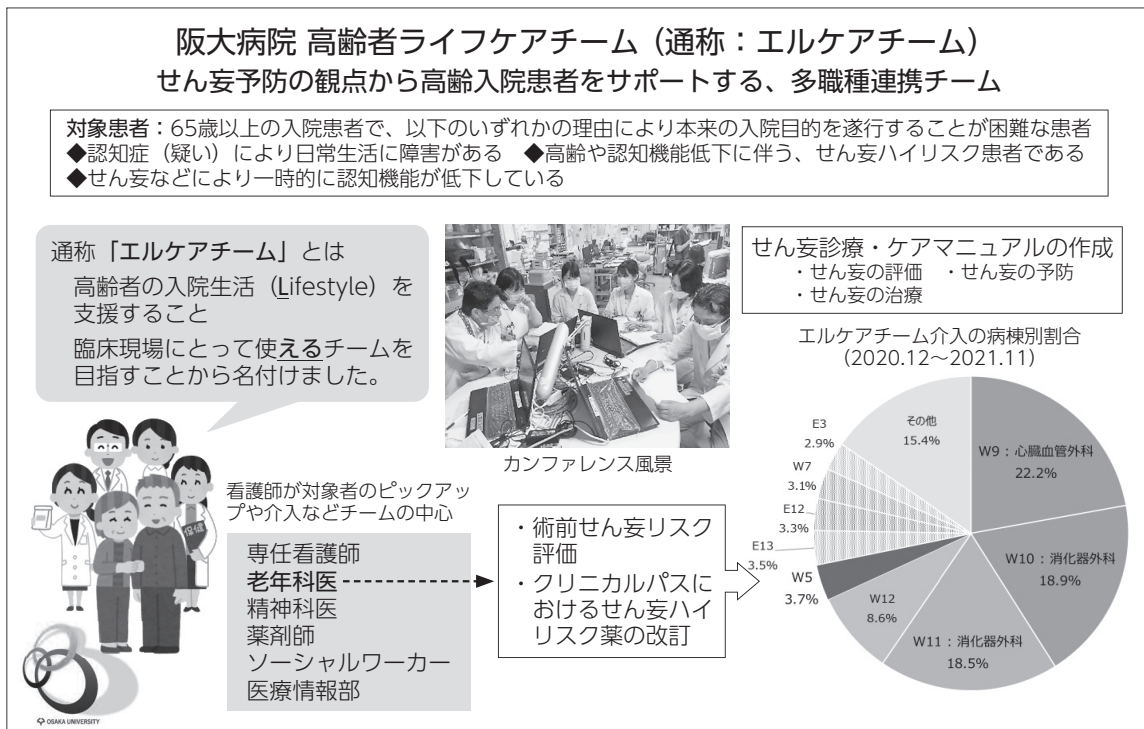 阪大病院 高齢者ライフケアチーム（通称：エルケアチーム）
せん妄予防の観点から高齢入院患者をサポートする、多職種連携チーム
対象患者：65歳以上の入院患者で、以下のいずれかの理由により本来の入院目的を遂行することが困難な患者
◆認知症（疑い）により日常生活に障害がある　◆高齢や認知機能低下に伴う、せん妄ハイリスク患者である
◆せん妄などにより一時的に認知機能が低下している
通称「エルケアチーム」とは
高齢者の入院生活（Lifestyle）を
支援すること
臨床現場にとって使えるチームを
目指すことから名付けました。
カンファレンス風景
せん妄診療・ケアマニュアルの作成
・せん妄の評価　・せん妄の予防
・せん妄の治療
看護師が対象者のピックアッ
プや介入などチームの中心
専任看護師
老年科医
精神科医
薬剤師
ソーシャルワーカー
医療情報部
・術前せん妄リスク
評価
・クリニカルパスに
おけるせん妄ハイ
リスク薬の改訂
エルケアチーム介入の病棟別割合
（2020.12～2021.11）
W9：心臓血管外科
22.2%
W10：消化器外科
18.9%
W11：消化器外科
18.5%
W12
8.6%
W5
3.7%
E13
3.5%
E12
3.3%
W7
3.1%
E3
2.9%
その他
15.4%
保健
OSAKA UNIVERSITY